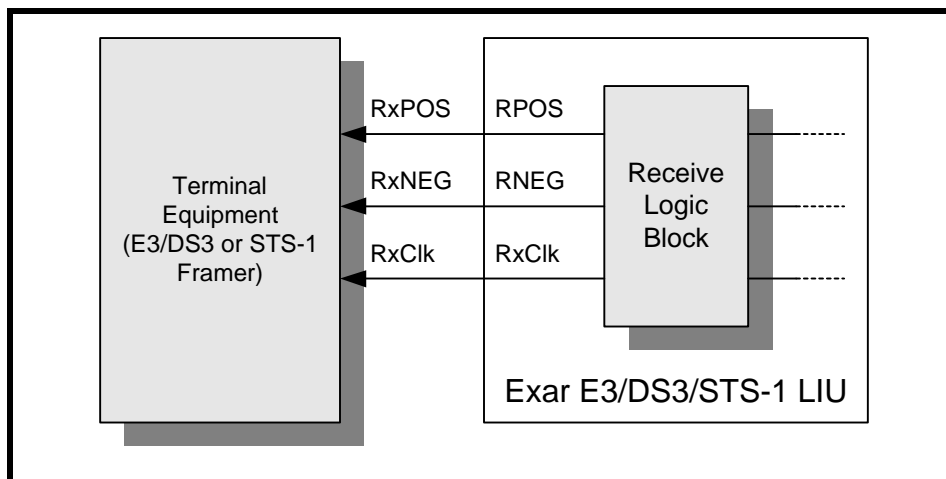 RxPOS
RPOS
RxNEG
RNEG
RxClk
RxClk
Terminal
Equipment
(E3/DS3 or STS-1
Framer)
Receive
Logic
Block
Exar E3/DS3/STS-1 LIU